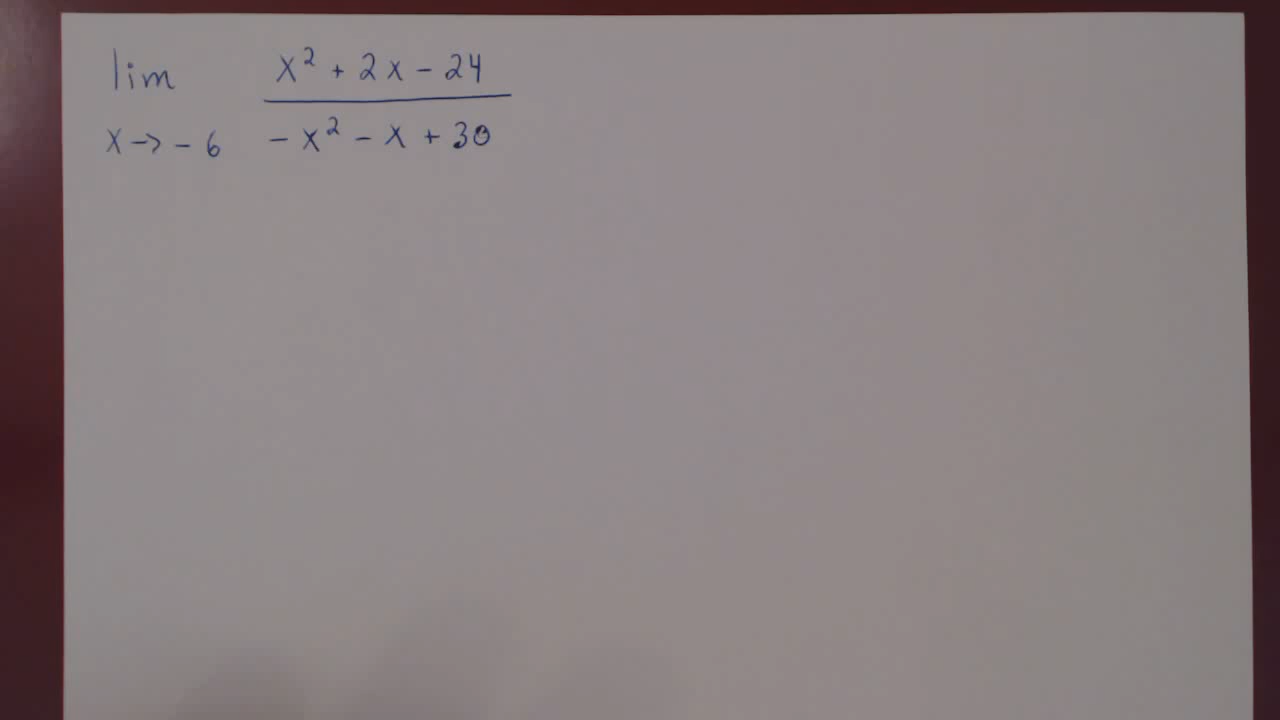 lim x² + 2x - 24
x → - 6 - x² - x + 30